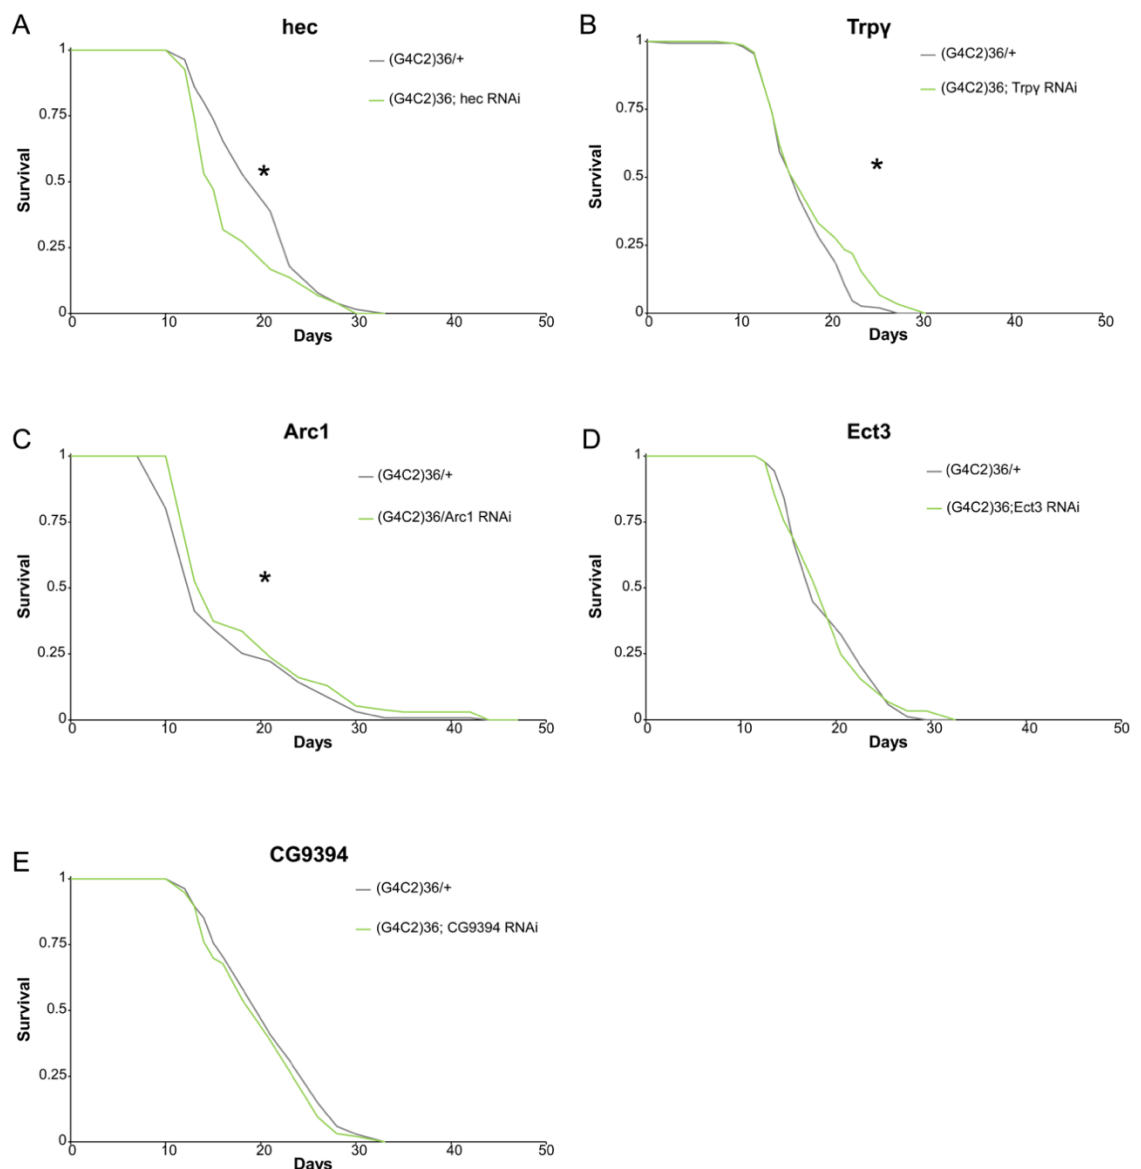 A
hec
(G4C2)36/+
(G4C2)36; hec RNAi
*
1
0.75
0.5
0.25
0
Survival
0
10
20
30
40
50
Days
B
Trpγ
(G4C2)36/+
(G4C2)36; Trpγ RNAi
*
1
0.75
0.5
0.25
0
Survival
0
10
20
30
40
50
Days
C
Arc1
(G4C2)36/+
(G4C2)36/Arc1 RNAi
*
1
0.75
0.5
0.25
0
Survival
0
10
20
30
40
50
Days
D
Ect3
(G4C2)36/+
(G4C2)36;Ect3 RNAi
1
0.75
0.5
0.25
0
Survival
0
10
20
30
40
50
Days
E
CG9394
(G4C2)36/+
(G4C2)36; CG9394 RNAi
1
0.75
0.5
0.25
0
Survival
0
10
20
30
40
50
Days